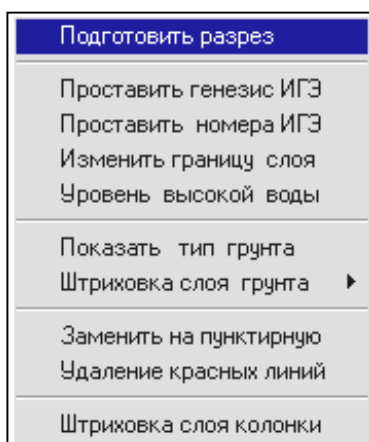 Подготовить разрез
Проставить генезис ИГЭ
Проставить номера ИГЭ
Изменить границу слоя
Уровень высокой воды
Показать тип грунта
Штриховка слоя грунта
Заменить на пунктирную
Удаление красных линий
Штриховка слоя колонки